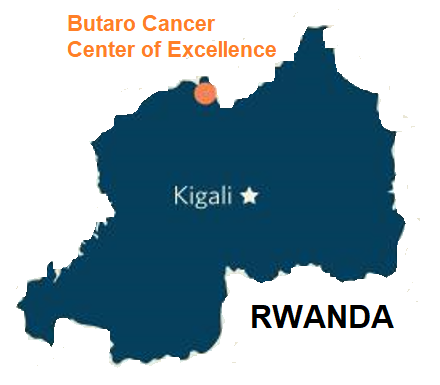 Butaro Cancer
Center of Excellence
Kigali
RWANDA